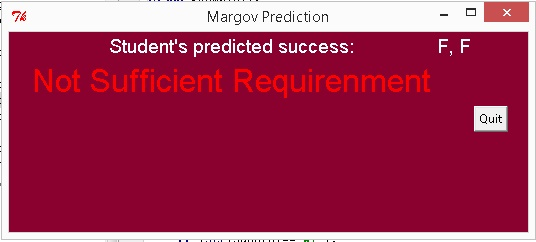 Margov Prediction
Student's predicted success: F, F
Not Sufficient Requirenment
Quit